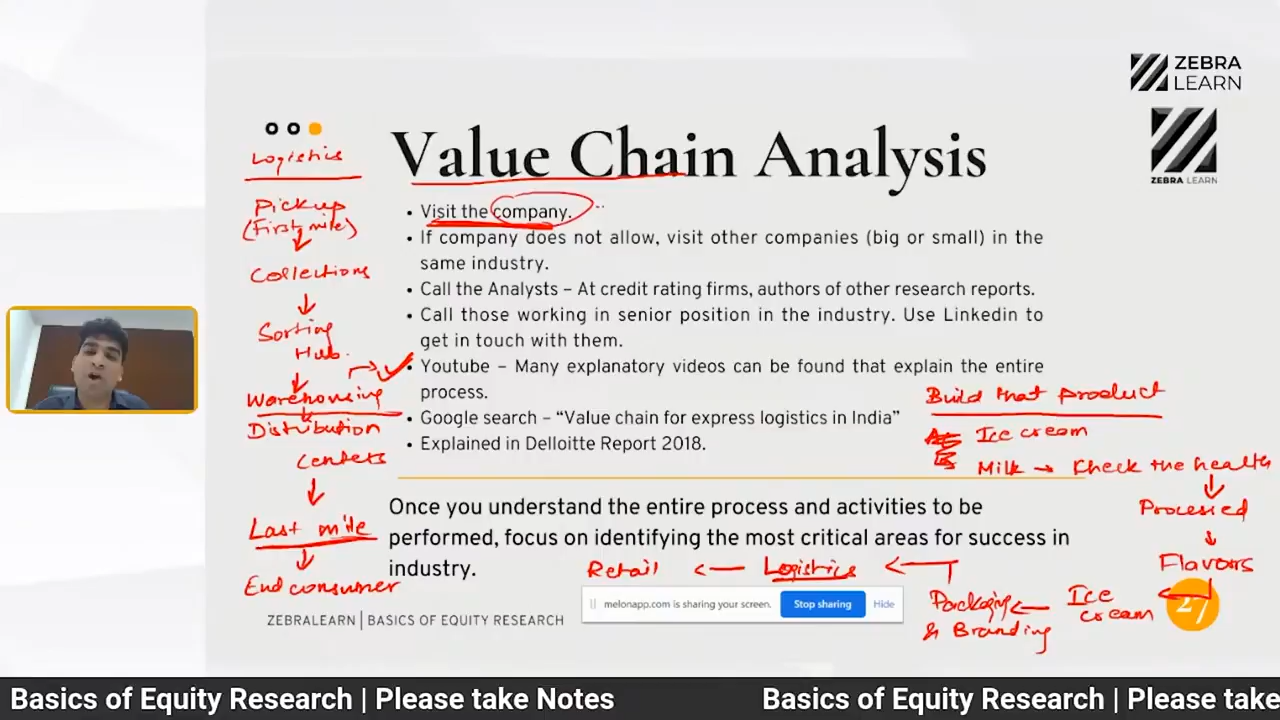 ZEBRA
LEARN
ZEBRA LEARN
Value Chain Analysis
• Visit the company.
• If company does not allow, visit other companies (big or small) in the
same industry.
• Call the Analysts – At credit rating firms, authors of other research reports.
• Call those working in senior position in the industry. Use Linkedin to
get in touch with them.
• Youtube – Many explanatory videos can be found that explain the entire
process.
• Google search – “Value chain for express logistics in India”
• Explained in Delloitte Report 2018.
Once you understand the entire process and activities to be
performed, focus on identifying the most critical areas for success in
industry.
Logistics
Pickup
(First mile)
Collections
Sorting
Hub.
Warehousing
Distribution
Centers
Last mile
End consumer
Build that product
Ice cream
Milk → Check the health
Processed
Flavours
Ice
cream
Packaging
& Branding
Logistics
Retail
melonapp.com is sharing your screen. Stop sharing Hide
ZEBRALEARN | BASICS OF EQUITY RESEARCH
27
Basics of Equity Research | Please take Notes
Basics of Equity Research | Please take